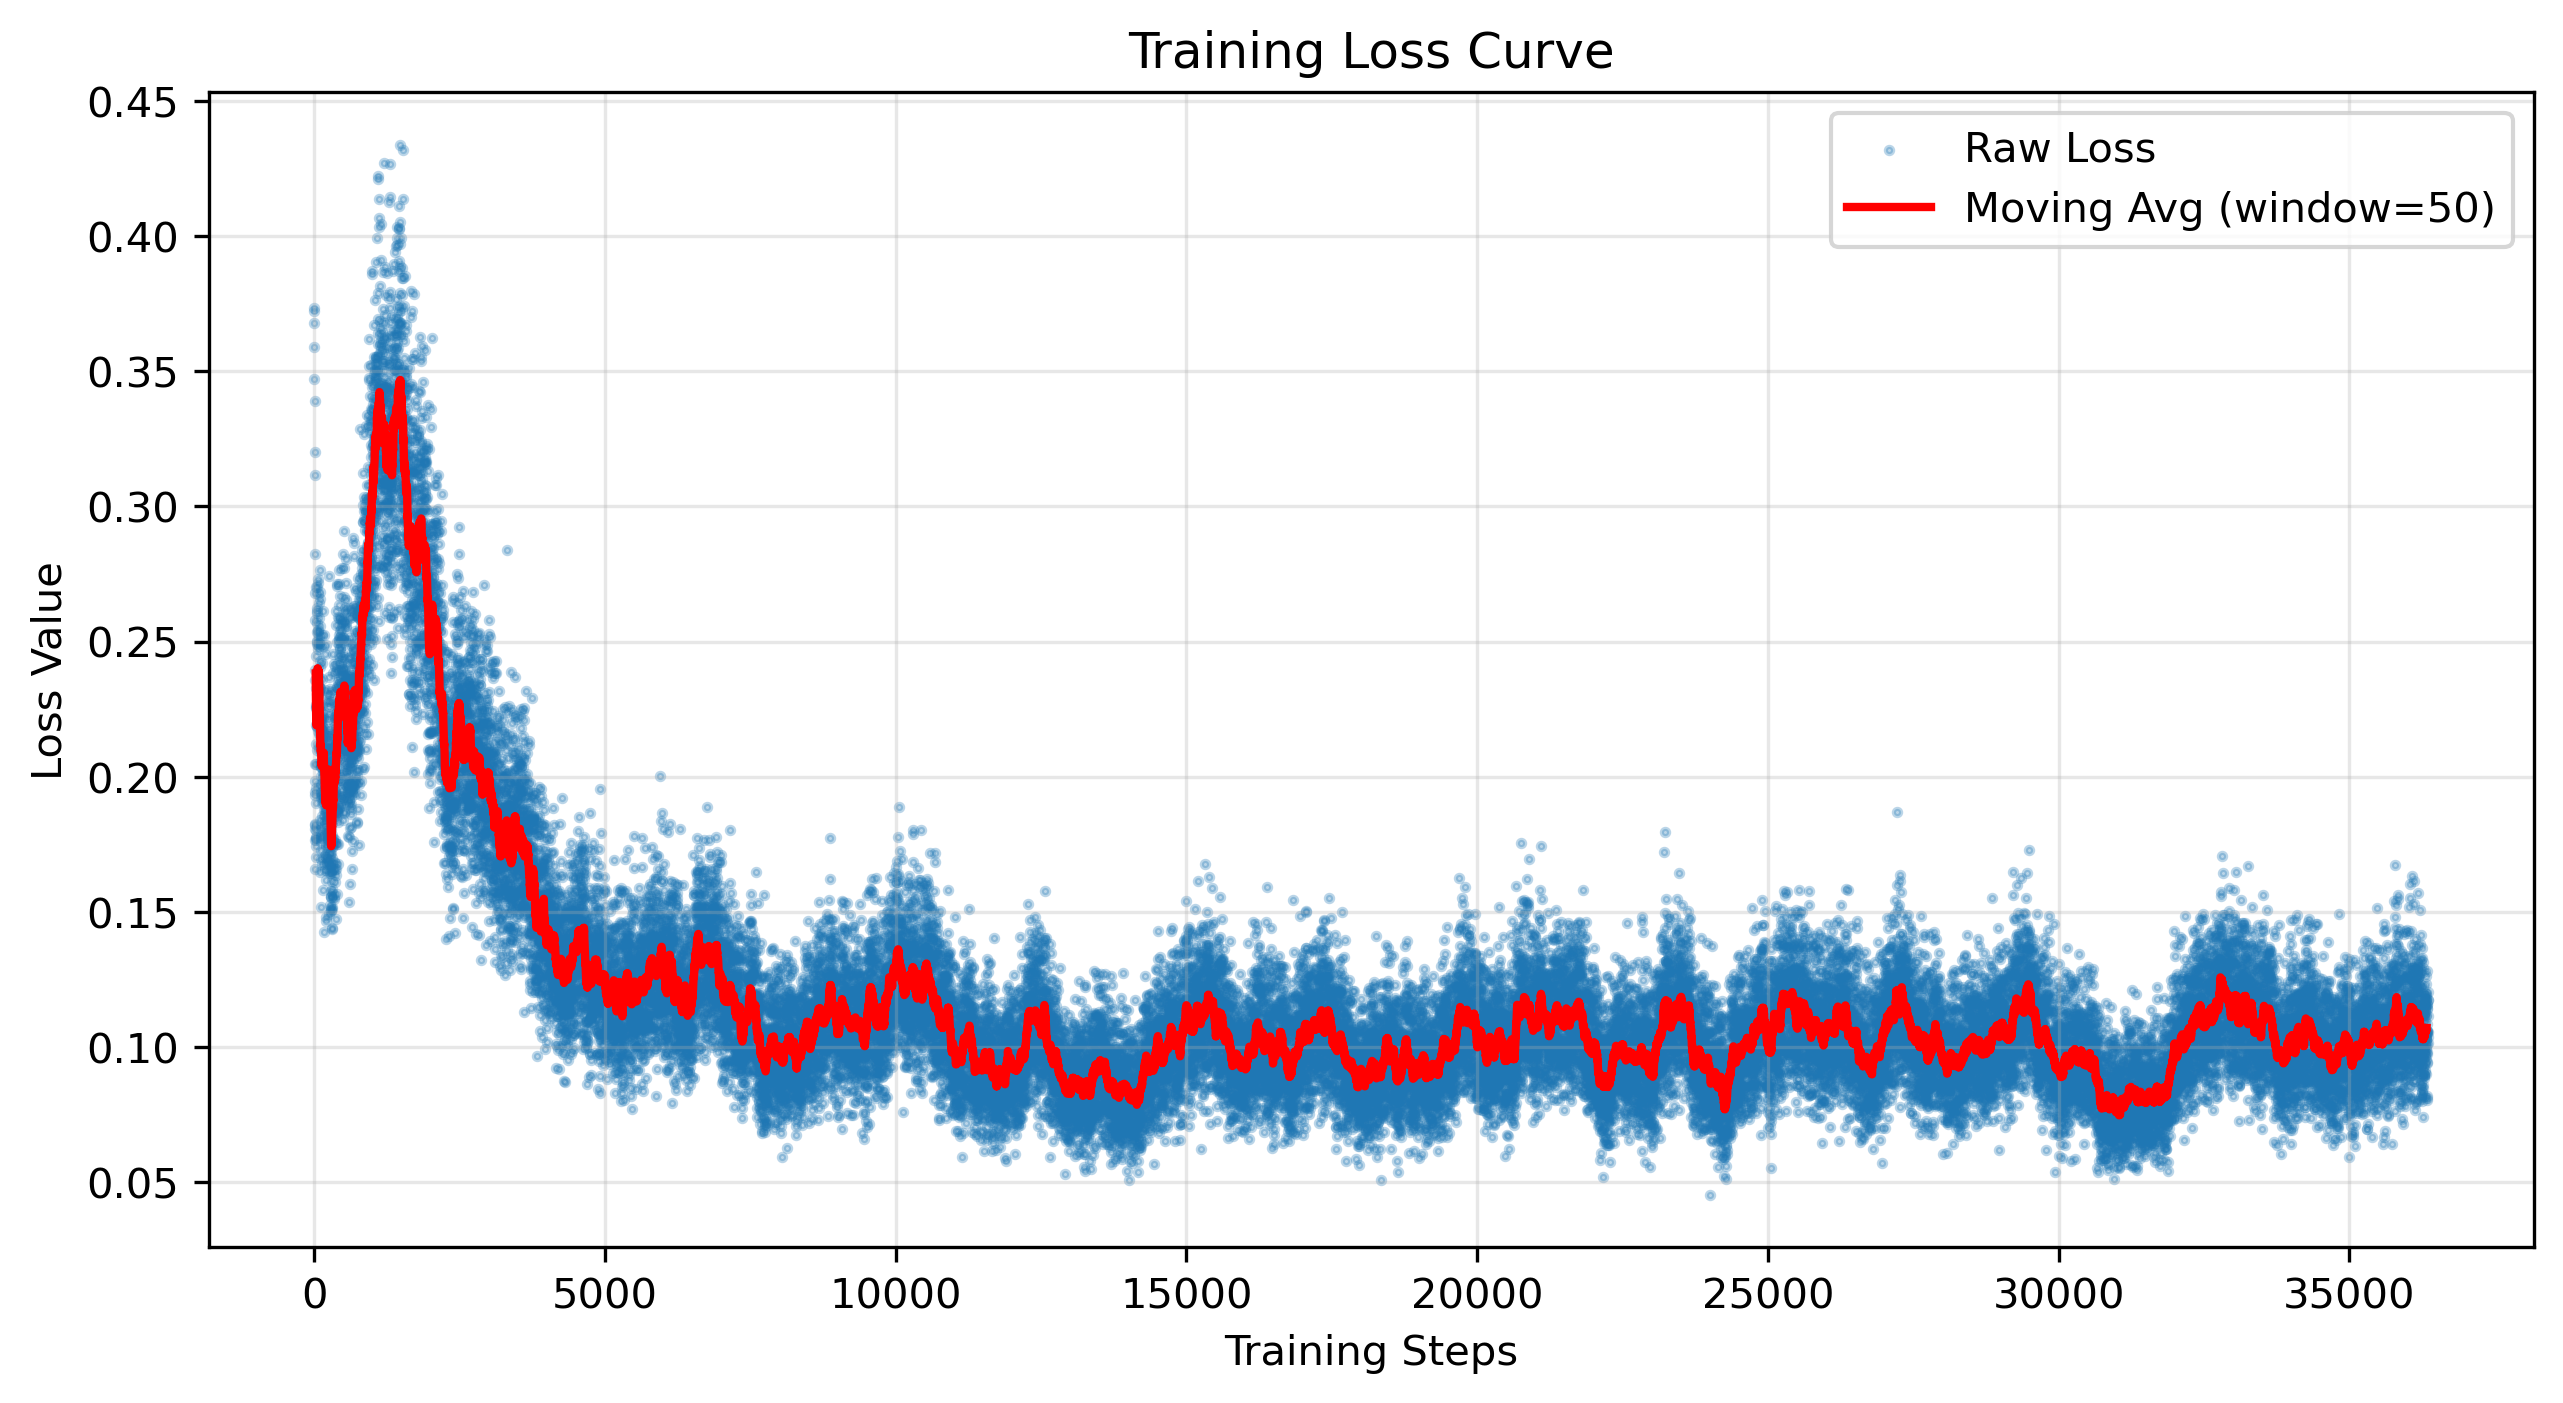 Training Loss Curve
Raw Loss
Moving Avg (window=50)
Loss Value
0.45
0.40
0.35
0.30
0.25
0.20
0.15
0.10
0.05
0 5000 10000 15000 20000 25000 30000 35000
Training Steps